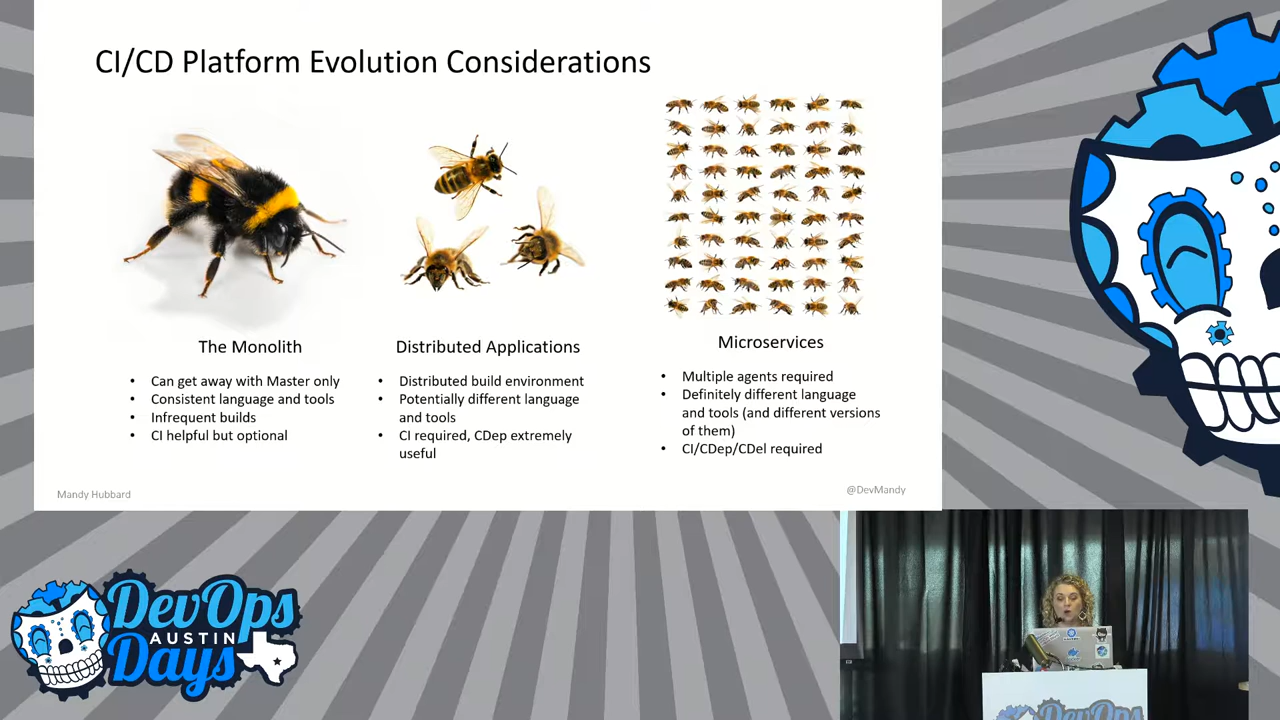 CI/CD Platform Evolution Considerations
The Monolith
• Can get away with Master only
• Consistent language and tools
• Infrequent builds
• CI helpful but optional
Distributed Applications
• Distributed build environment
• Potentially different language
and tools
• CI required, CDep extremely
useful
Microservices
• Multiple agents required
• Definitely different language
and tools (and different versions
of them)
• CI/CDep/CDel required
Mandy Hubbard
@DevMandy
DevOps
AUSTIN
Days
DevOps